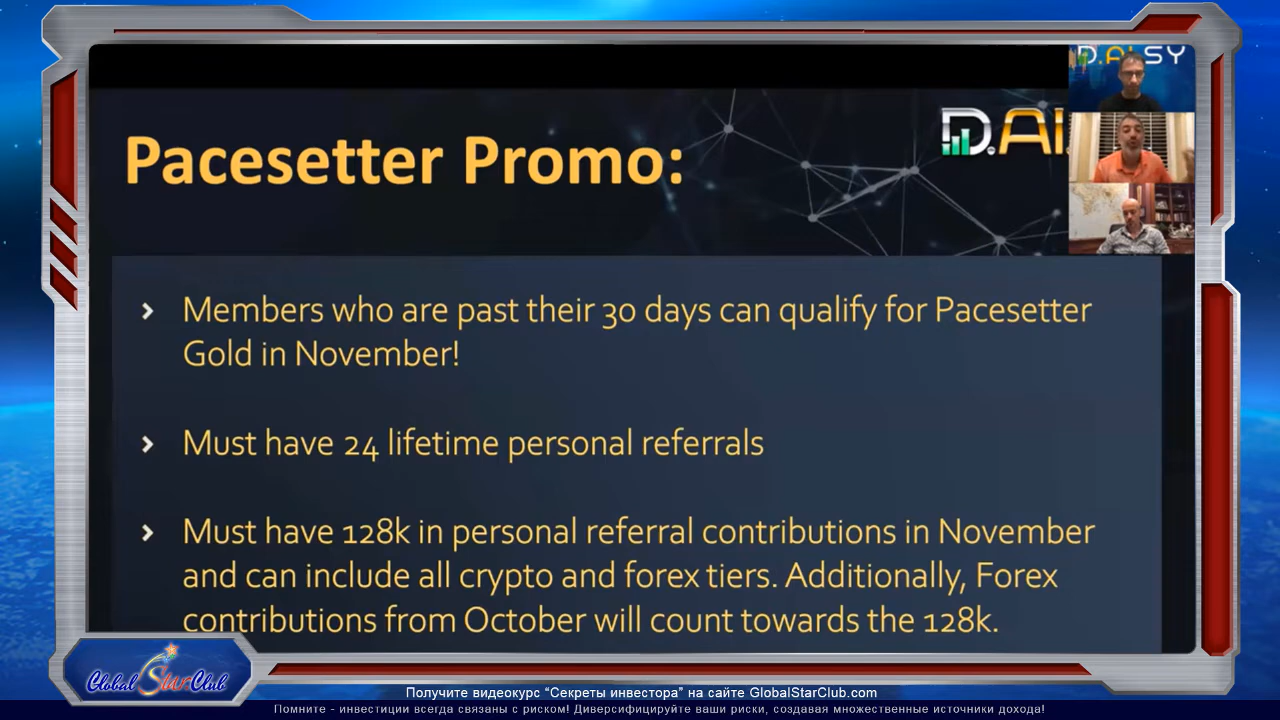 D.AI.SY
Pacesetter Promo:
D.AI.
Members who are past their 30 days can qualify for Pacesetter
Gold in November!
Must have 24 lifetime personal referrals
Must have 128k in personal referral contributions in November
and can include all crypto and forex tiers. Additionally, Forex
contributions from October will count towards the 128k.
Global Star Club
Получите видеокурс “Секреты инвестора” на сайте GlobalStarClub.com
Помните - инвестиции всегда связаны с риском! Диверсифицируйте ваши риски, создавая множественные источники дохода!